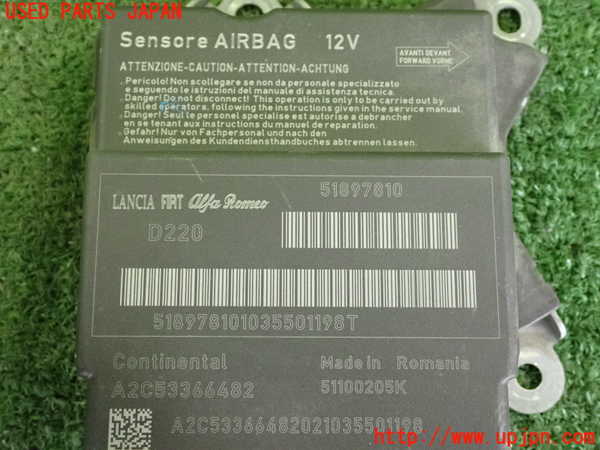 USED PARTS JAPAN
Sensore AIRBAG 12V
AVANTI DEVANT
FORWARD VORNE
ATTENZIONE-CAUTION-ATTENTION-ACHTUNG
. Pericolo! Non scollegare se non da personale specializzato
e seguendo le istruzioni del manuale di assistenza tecnica.
. Danger! Do not disconnect! This operation is only to be carried out by
skilled operators, following the instructions given in the service manual.
. Danger! Seul le personel specialise est autorise a debrancher
en se tenant aux instructions du manuel de reparation.
. Gefahr! Nur von Fachpersonal und nach den
Anweisungen des Kundendiensthandbuches abtrennen lassen.
LANCIA FIAT Alfa Romeo
51897810
D220
518978101035501198T
Continental
Made in Romania
A2C53366482
51100205K
A2C53366482021035501198
http://www.upjpn.com/